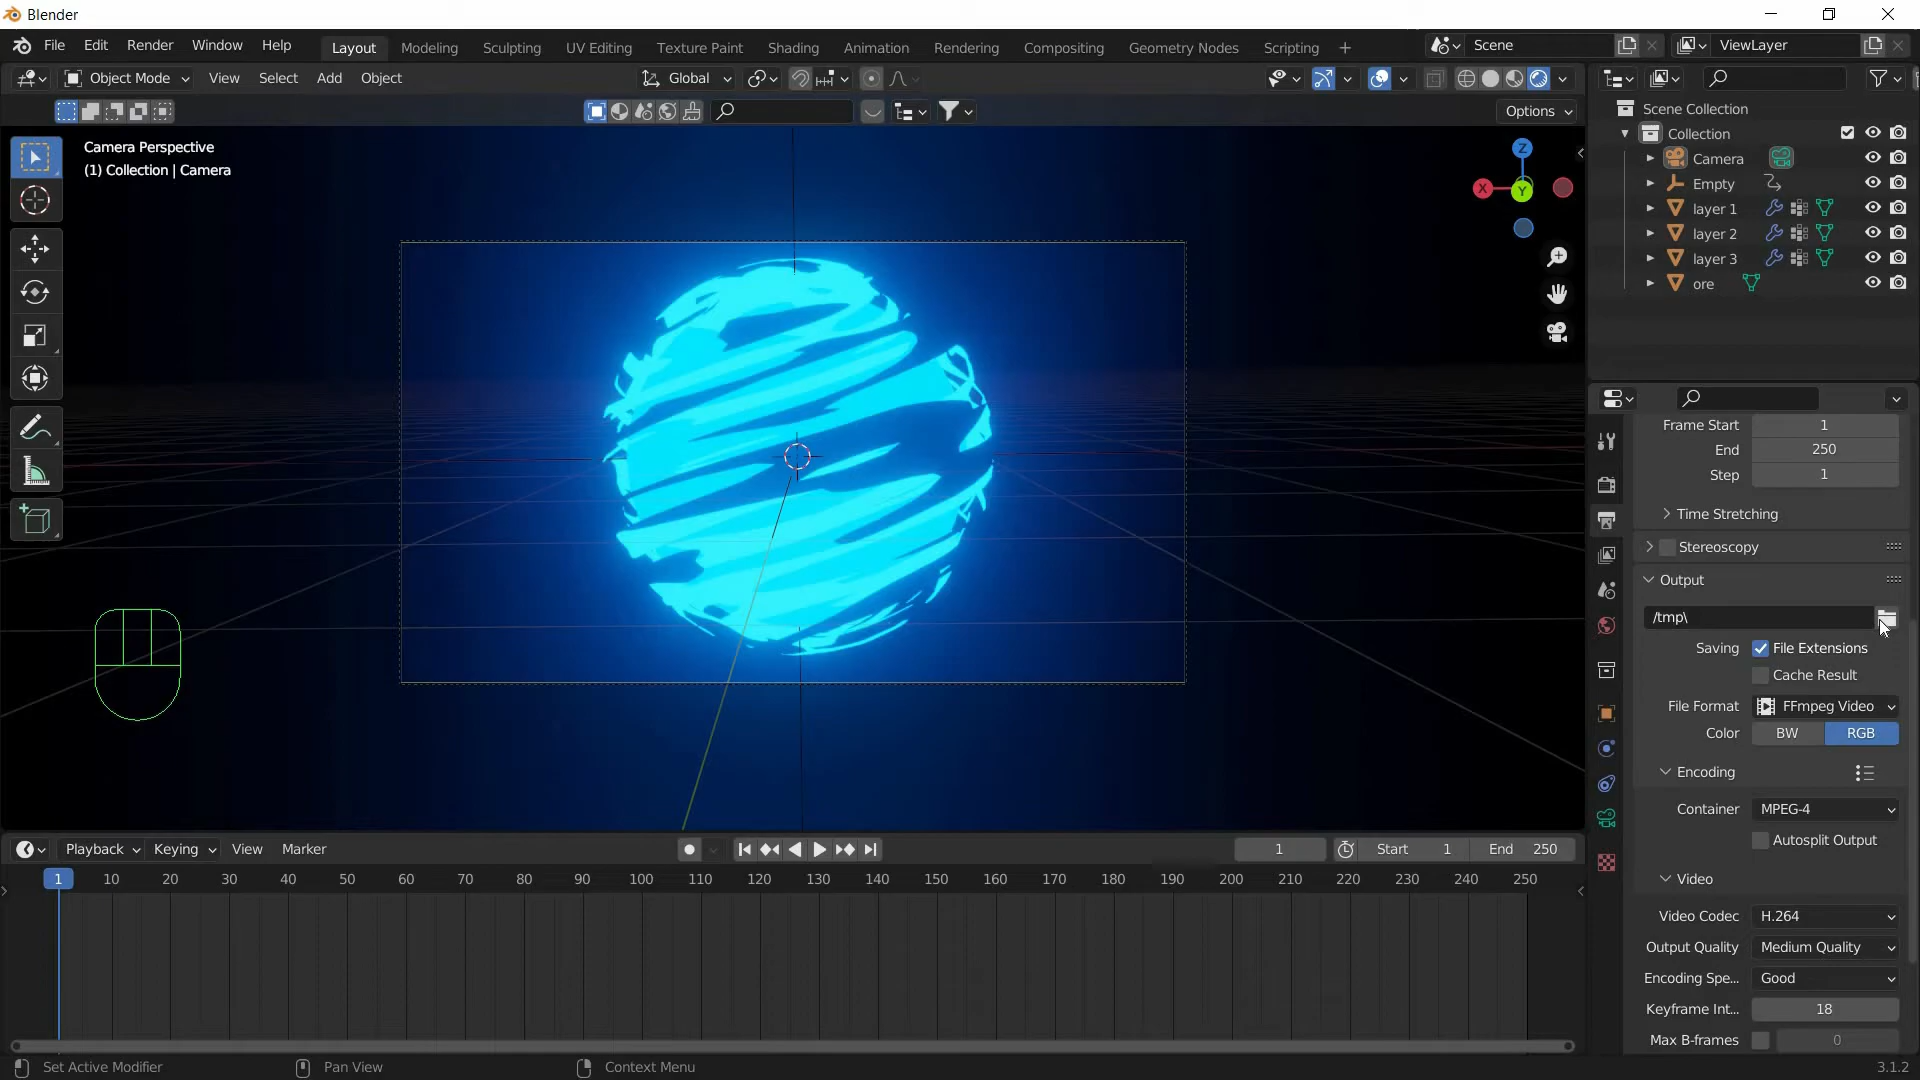 Blender
File Edit Render Window Help Layout Modeling Sculpting UV Editing Texture Paint Shading Animation Rendering Compositing Geometry Nodes Scripting + Scene ViewLayer
Object Mode View Select Add Object Global
Options
Camera Perspective
(1) Collection | Camera
Z
X
Y
Scene Collection
Collection
Camera
Empty
layer 1
layer 2
layer 3
ore
Frame Start 1
End 250
Step 1
Time Stretching
Stereoscopy
Output
/tmp\
Saving File Extensions
Cache Result
File Format FFmpeg Video
Color BW RGB
Encoding
Container MPEG-4
Autosplit Output
Video
Video Codec H.264
Output Quality Medium Quality
Encoding Spe... Good
Keyframe Int... 18
Max B-frames 0
Playback Keying View Marker 1 Start 1 End 250
1 10 20 30 40 50 60 70 80 90 100 110 120 130 140 150 160 170 180 190 200 210 220 230 240 250
Set Active Modifier Pan View Context Menu 3.1.2